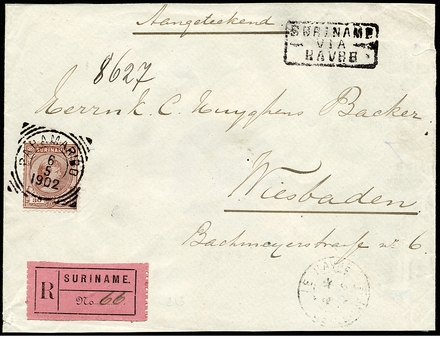 Aangeteekend
SURINAME
VIA
HAVRE
8627
Herrn K. C. Kuyghens Backer
SURINAME
PARAMARIBO
6
5
1902
Wiesbaden
Bachmeyerstraße № 6
R
SURINAME.
No. 66.